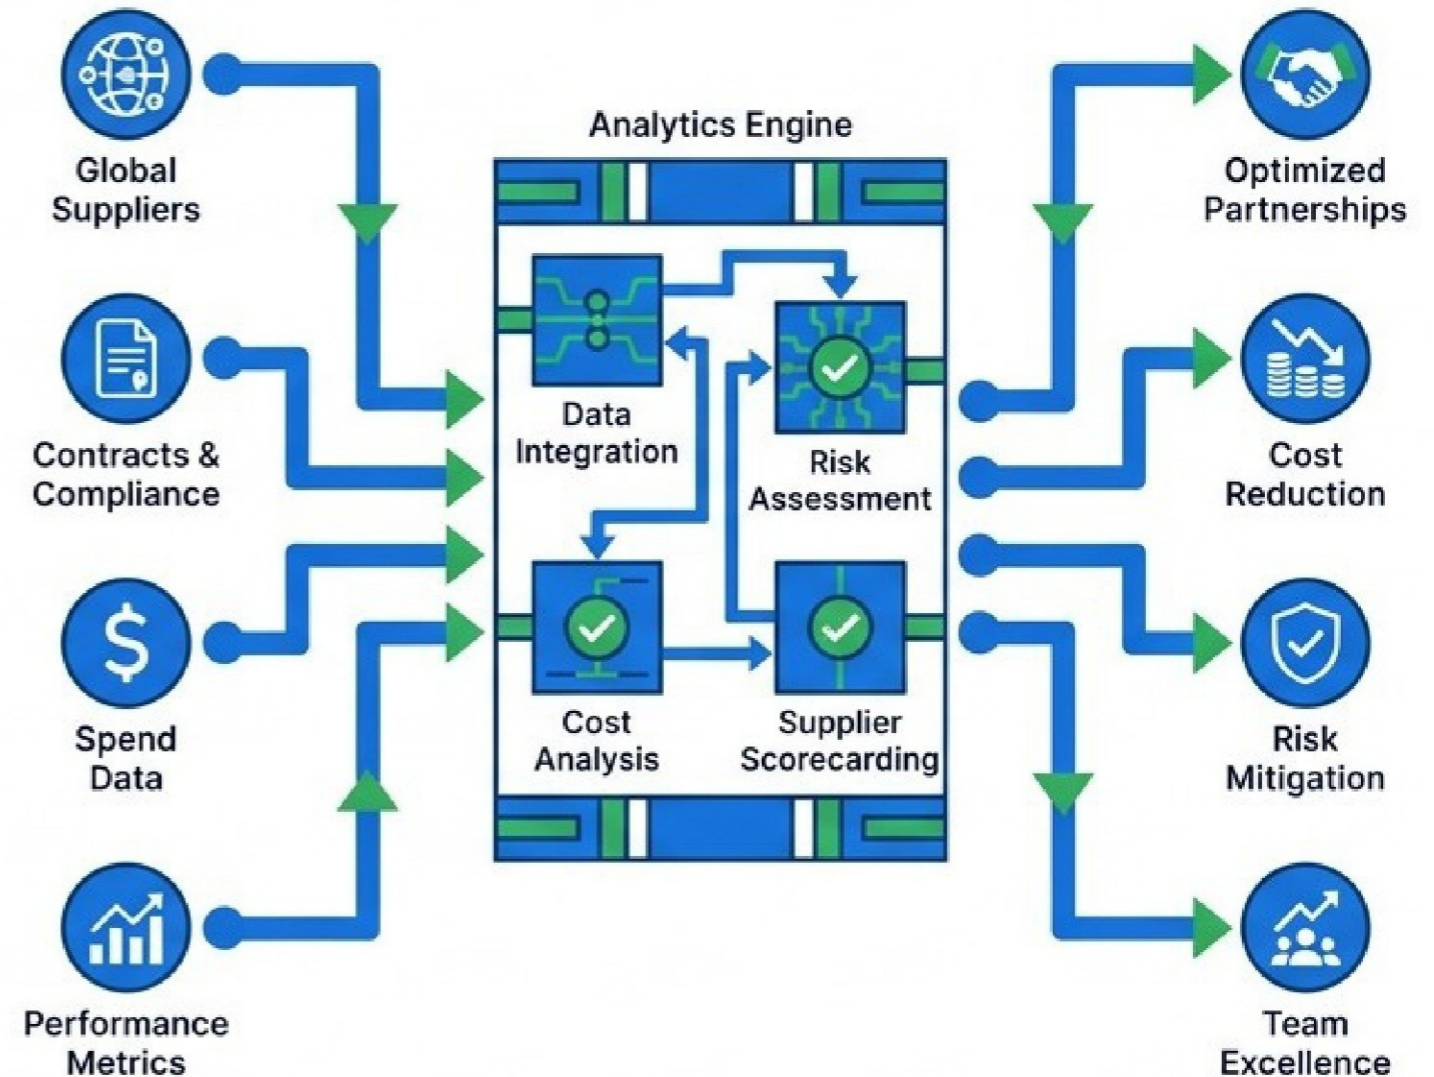 Global
Suppliers
Contracts &
Compliance
$
Spend
Data
Performance
Metrics
Analytics Engine
Data
Integration
Risk
Assessment
Cost
Analysis
Supplier
Scorecarding
Optimized
Partnerships
Cost
Reduction
Risk
Mitigation
Team
Excellence